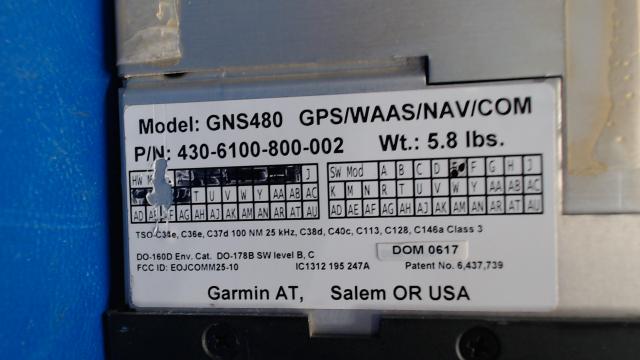 Model: GNS480 GPS/WAAS/NAV/COM
P/N: 430-6100-800-002 Wt.: 5.8 lbs.
HW J SW Mod A B C D F G H J
T U V W Y AA AB AC K M N R T U V W Y AA AB AC
AD AF AG AH AJ AK AM AN AR AT AU AD AE AF AG AH AJ AK AM AN AR AT AU
TSO C34e, C36e, C37d 100 NM 25 kHz, C38d, C40c, C113, C128, C146a Class 3
DO-160D Env. Cat. DO-178B SW level B, C DOM 0617
FCC ID: EOJCOMM25-10 IC1312 195 247A Patent No. 6,437,739
Garmin AT, Salem OR USA